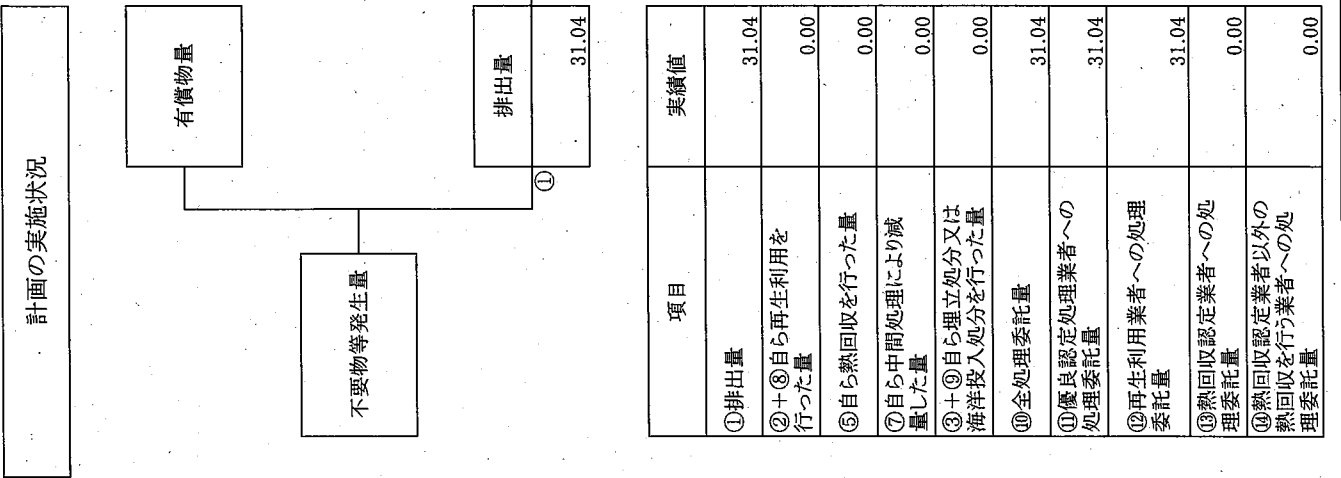 計画の実施状況
有償物量
不要物等発生量
排出量
①
31.04
項目
実績値
①排出量
31.04
②+⑧自ら再生利用を
行った量
0.00
⑤自ら熱回収を行った量
0.00
⑦自ら中間処理により減
量した量
0.00
③+⑨自ら埋立処分又は
海洋投入処分を行った量
0.00
⑩全処理委託量
31.04
⑪優良認定処理業者への
処理委託量
31.04
⑫再生利用業者への処理
委託量
31.04
⑬熱回収認定業者への処
理委託量
0.00
⑭熱回収認定業者以外の
熱回収を行う業者への処
理委託量
0.00